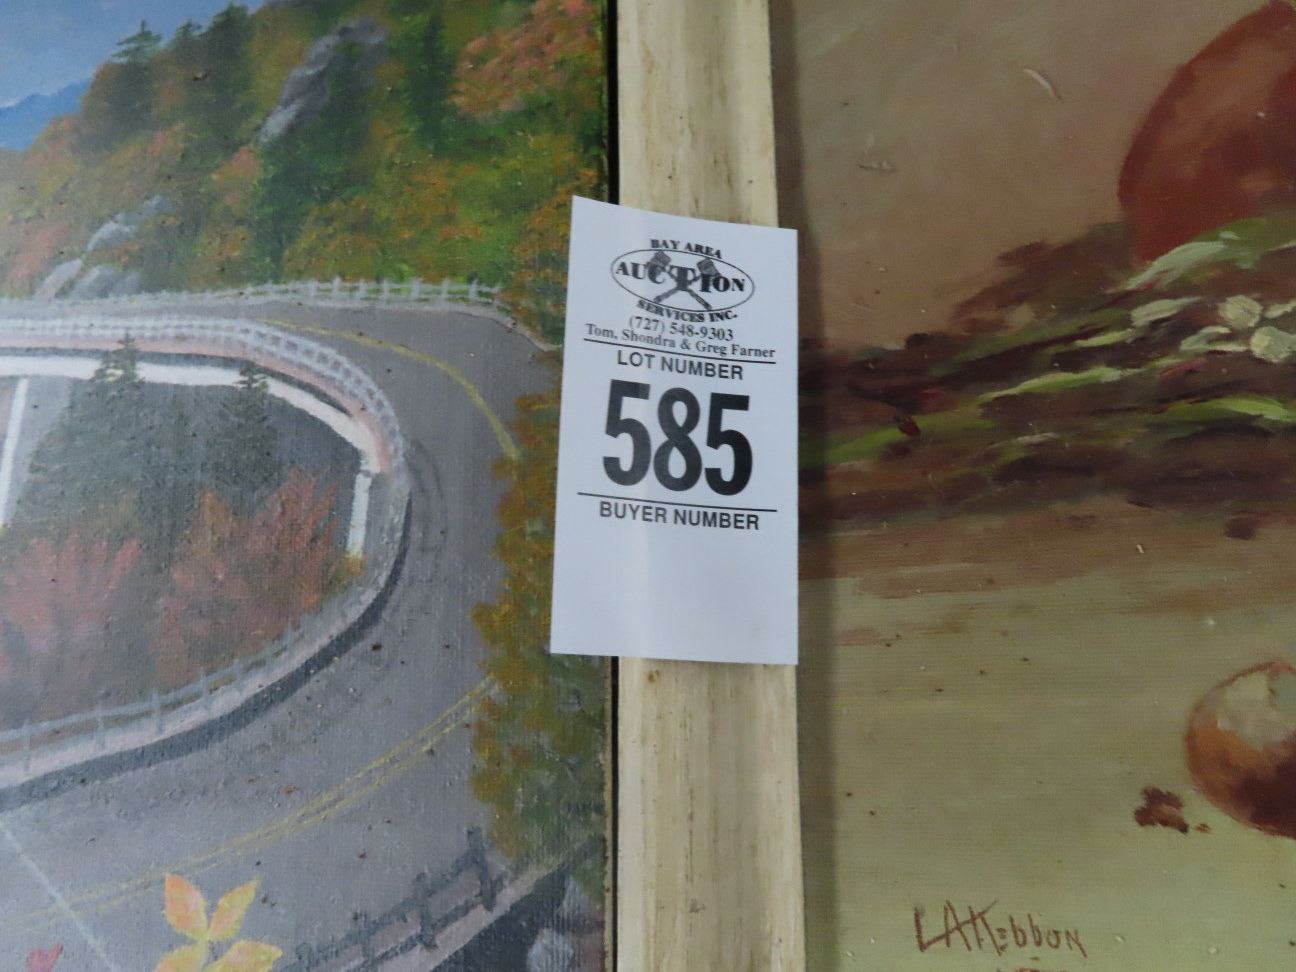 BAY AREA
AUCTION
SERVICES INC.
(727) 548-9303
Tom, Shondra & Greg Farner
LOT NUMBER
585
BUYER NUMBER